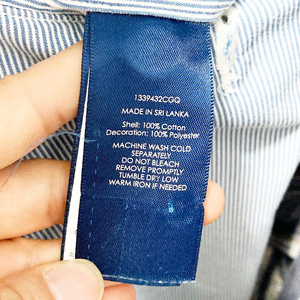 1339432CGQ
MADE IN SRI LANKA
Shell: 100% Cotton
Decoration: 100% Polyester
MACHINE WASH COLD
SEPARATELY
DO NOT BLEACH
REMOVE PROMPTLY
TUMBLE DRY LOW
WARM IRON IF NEEDED